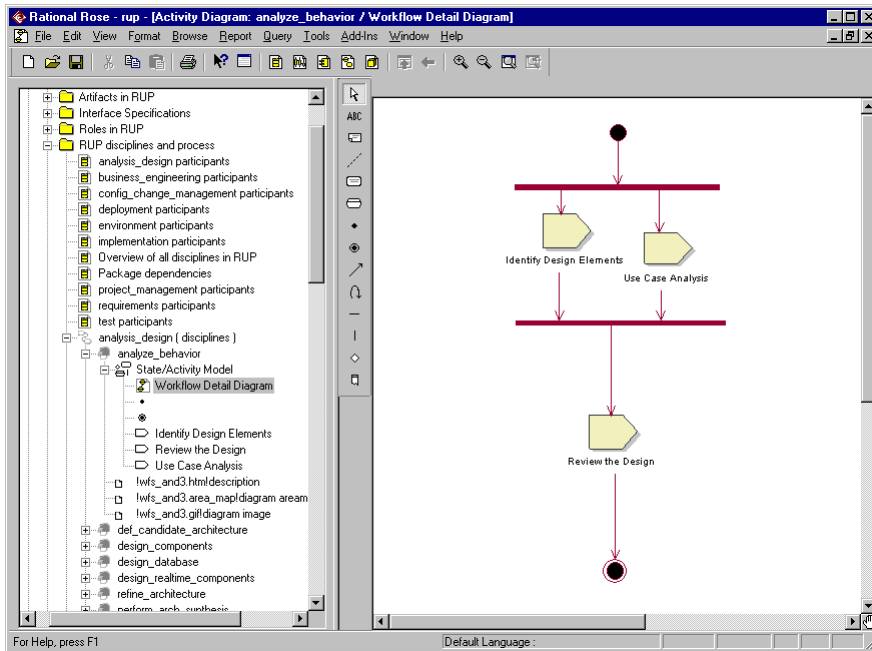 Rational Rose - rup - [Activity Diagram: analyze_behavior / Workflow Detail Diagram]
File Edit View Format Browse Report Query Tools Add-Ins Window Help
Artifacts in RUP
Interface Specifications
Roles in RUP
RUP disciplines and process
analysis_design participants
business_engineering participants
config_change_management participants
deployment participants
environment participants
implementation participants
Overview of all disciplines in RUP
Package dependencies
project_management participants
requirements participants
test participants
analysis_design ( disciplines )
analyze_behavior
State/Activity Model
Workflow Detail Diagram
Identify Design Elements
Review the Design
Use Case Analysis
!wfs_and3.htm!description
!wfs_and3.area_map!diagram aream
!wfs_and3.gif!diagram image
def_candidate_architecture
design_components
design_database
design_realtime_components
refine_architecture
perform_arch_synthesis
ABC
Identify Design Elements
Use Case Analysis
Review the Design
For Help, press F1
Default Language :